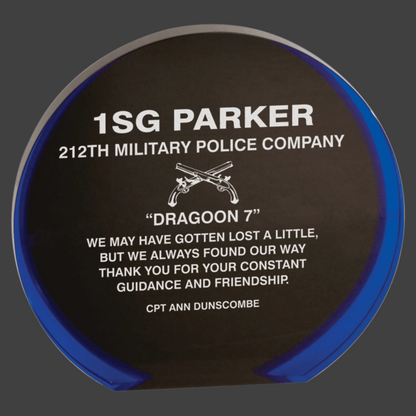 1SG PARKER
212TH MILITARY POLICE COMPANY
“DRAGOON 7”
WE MAY HAVE GOTTEN LOST A LITTLE,
BUT WE ALWAYS FOUND OUR WAY
THANK YOU FOR YOUR CONSTANT
GUIDANCE AND FRIENDSHIP.
CPT ANN DUNSCOMBE